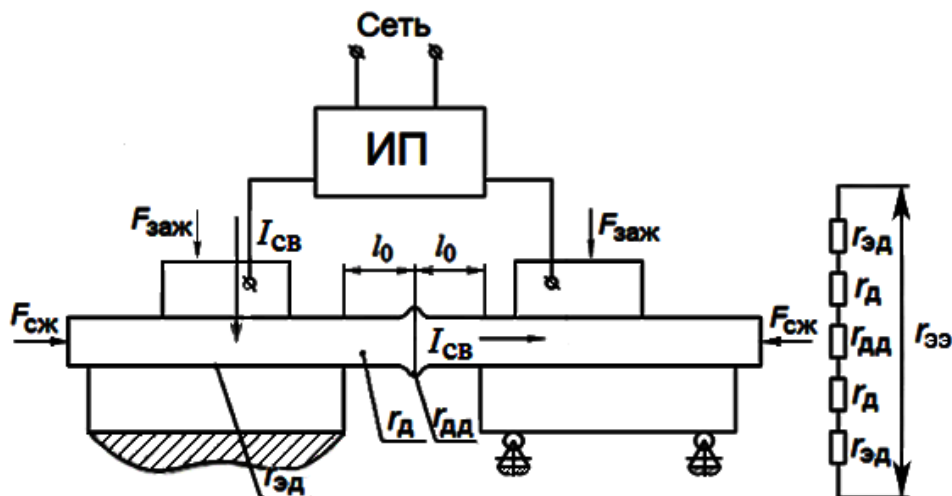 Сеть
ИП
Fзаж
Iсв
l0
l0
Fзаж
Fсж
Iсв
Fсж
rд
rдд
rэд
rэд
rд
rдд
rд
rэд
rээ